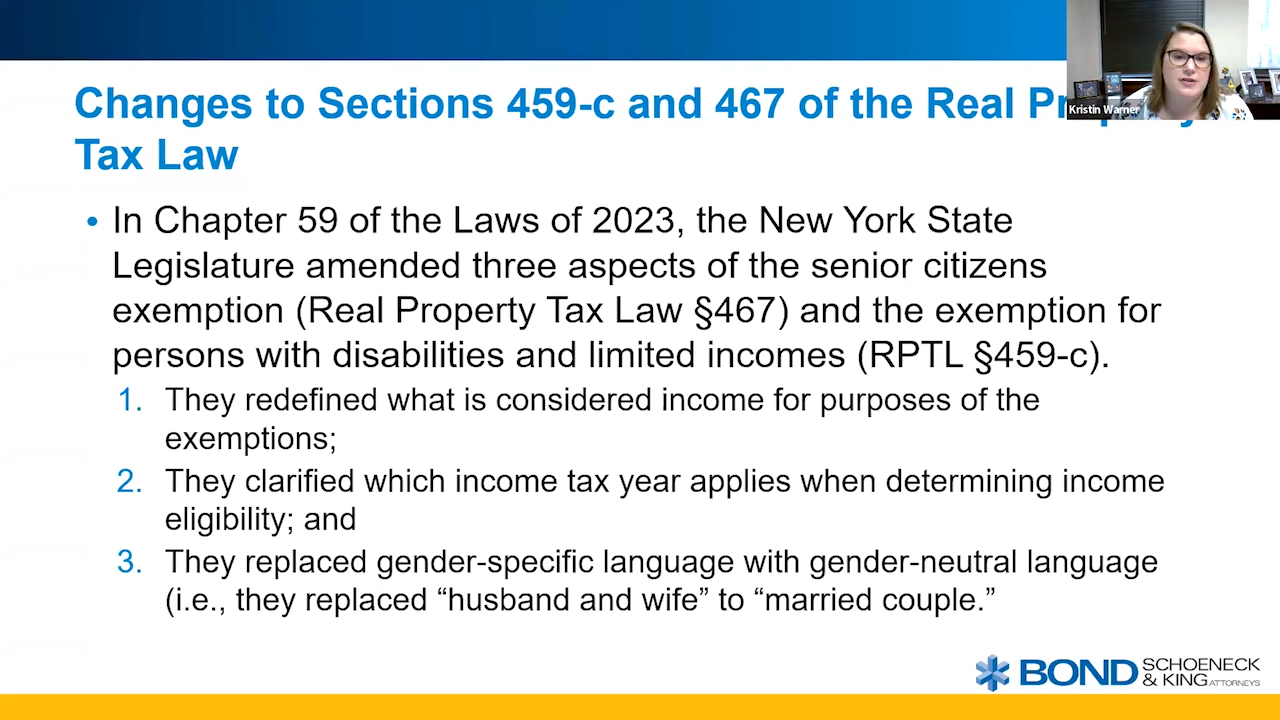 Changes to Sections 459-c and 467 of the Real Property
Tax Law
Kristin Warner
• In Chapter 59 of the Laws of 2023, the New York State
Legislature amended three aspects of the senior citizens
exemption (Real Property Tax Law §467) and the exemption for
persons with disabilities and limited incomes (RPTL §459-c).
1. They redefined what is considered income for purposes of the
exemptions;
2. They clarified which income tax year applies when determining income
eligibility; and
3. They replaced gender-specific language with gender-neutral language
(i.e., they replaced “husband and wife” to “married couple.”
BOND SCHOENECK
& KING ATTORNEYS